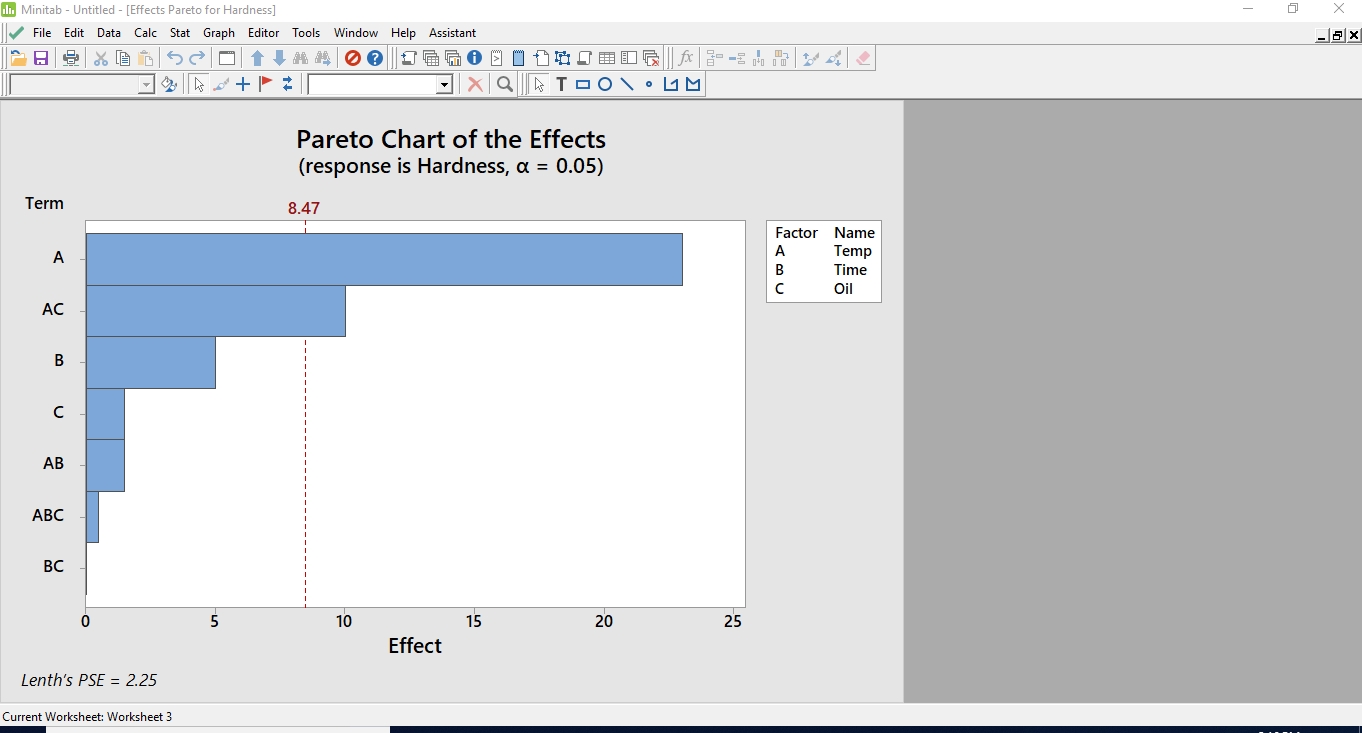 Minitab - Untitled - [Effects Pareto for Hardness]
File Edit Data Calc Stat Graph Editor Tools Window Help Assistant
Pareto Chart of the Effects
(response is Hardness, α = 0.05)
Term
8.47
Factor Name
A Temp
B Time
C Oil
A
AC
B
C
AB
ABC
BC
0 5 10 15 20 25
Effect
Lenth's PSE = 2.25
Current Worksheet: Worksheet 3